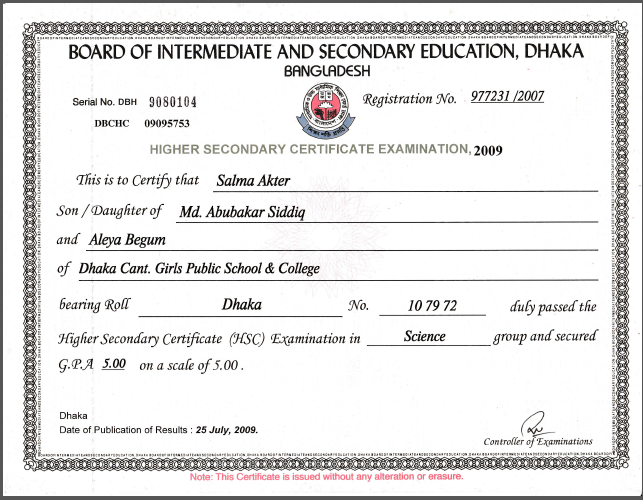 BOARD OF INTERMEDIATE AND SECONDARY EDUCATION, DHAKA
BANGLADESH
Serial No. DBH 9080104
Registration No. 977231 /2007
DBCHC 09095753
HIGHER SECONDARY CERTIFICATE EXAMINATION, 2009
This is to Certify that Salma Akter
Son / Daughter of Md. Abubakar Siddiq
and Aleya Begum
of Dhaka Cant. Girls Public School & College
bearing Roll Dhaka No. 10 79 72 duly passed the
Higher Secondary Certificate (HSC) Examination in Science group and secured
G.P.A 5.00 on a scale of 5.00 .
Dhaka
Date of Publication of Results : 25 July, 2009.
Controller of Examinations
Note: This Certificate is issued without any alteration or erasure.